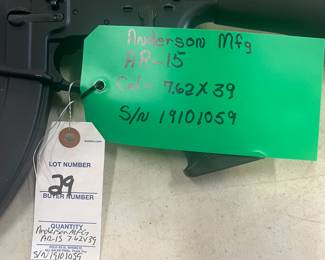 Anderson Mfg
AR-15
Cal. 7.62x39
S/N 19101059
LOT NUMBER
29
BUYER NUMBER
QUANTITY
Anderson MFG
AR-15 7.62x39
S/N 19101059